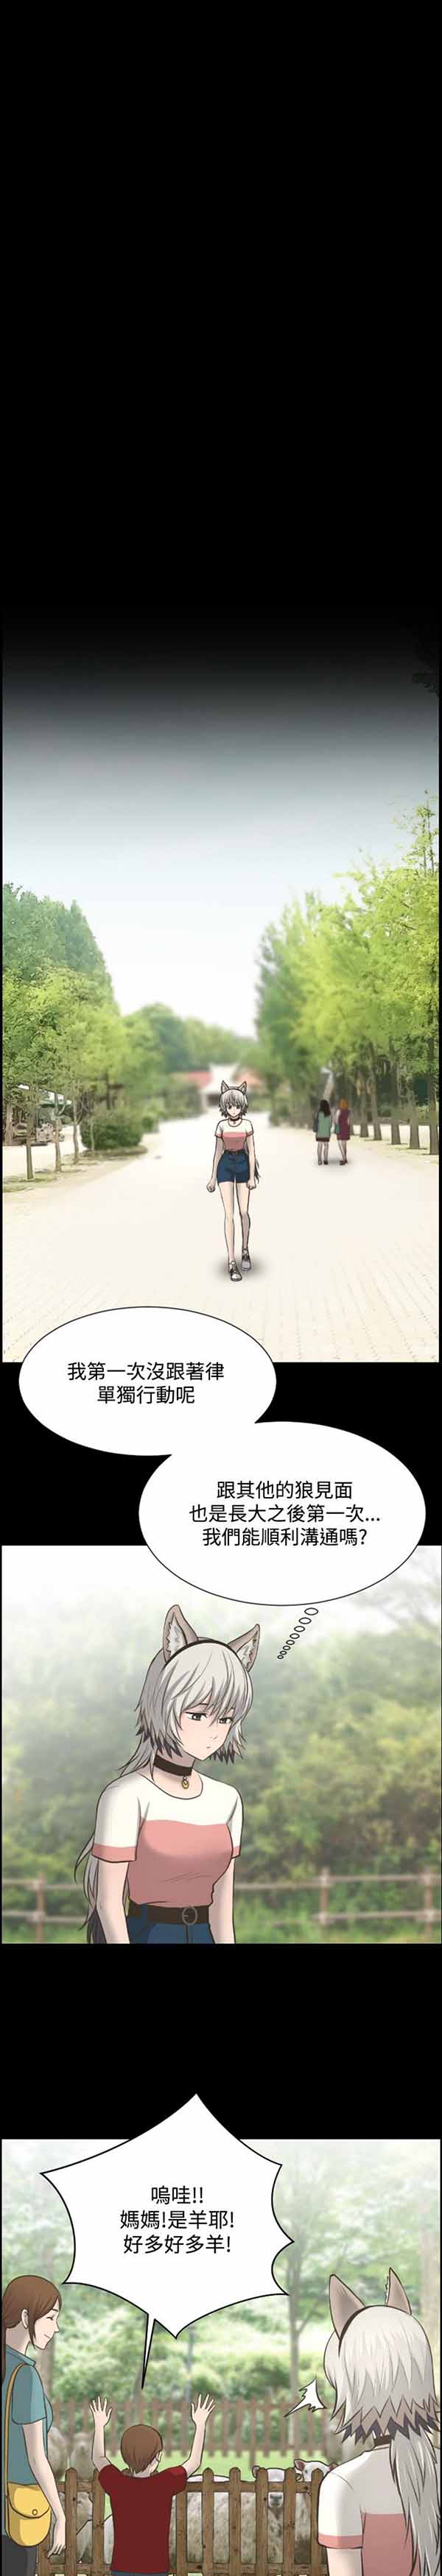 我第一次沒跟著律
單獨行動呢
跟其他的狼見面
也是長大之後第一次...
我們能順利溝通嗎?
嗚哇!!
媽媽!是羊耶!
好多好多羊!